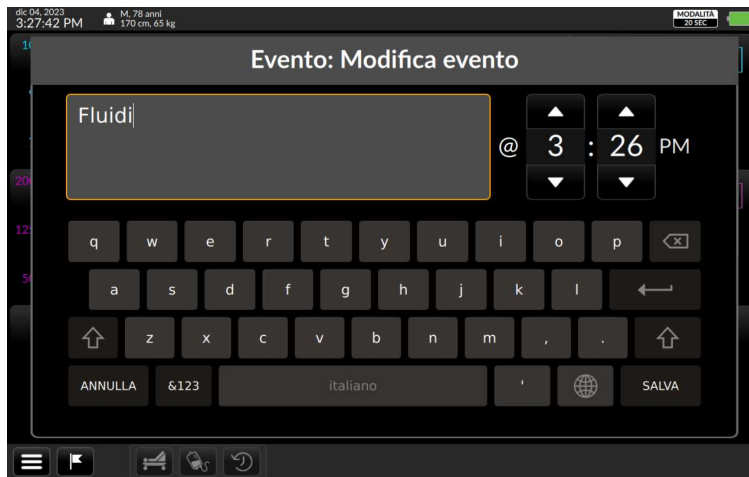 dic 04, 2023
3:27:42 PM
M, 78 anni
170 cm, 65 kg
MODALITÀ
20 SEC
Evento: Modifica evento
Fluidi
@ 3 : 26 PM
q w e r t y u i o p
a s d f g h j k l
z x c v b n m , .
ANNULLA &123 italiano ' SALVA